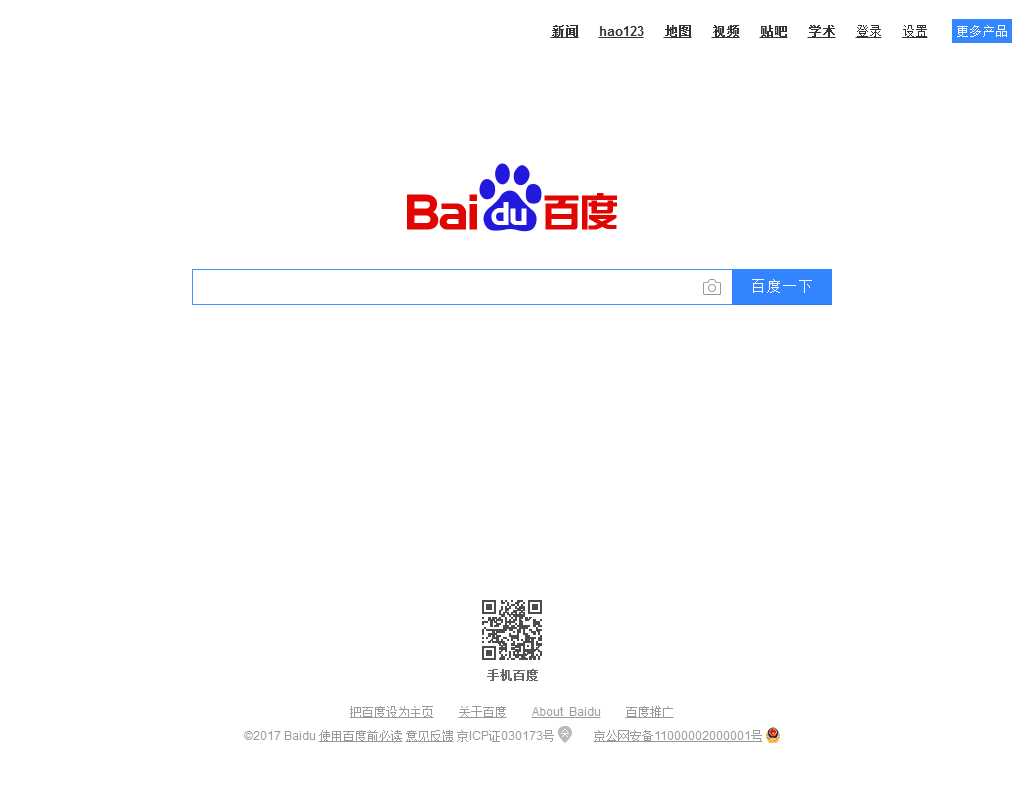 新闻 hao123 地图 视频 贴吧 学术 登录 设置 更多产品
Bai du 百度
百度一下
手机百度
把百度设为主页 关于百度 About Baidu 百度推广
©2017 Baidu 使用百度前必读 意见反馈 京ICP证030173号 京公网安备11000002000001号